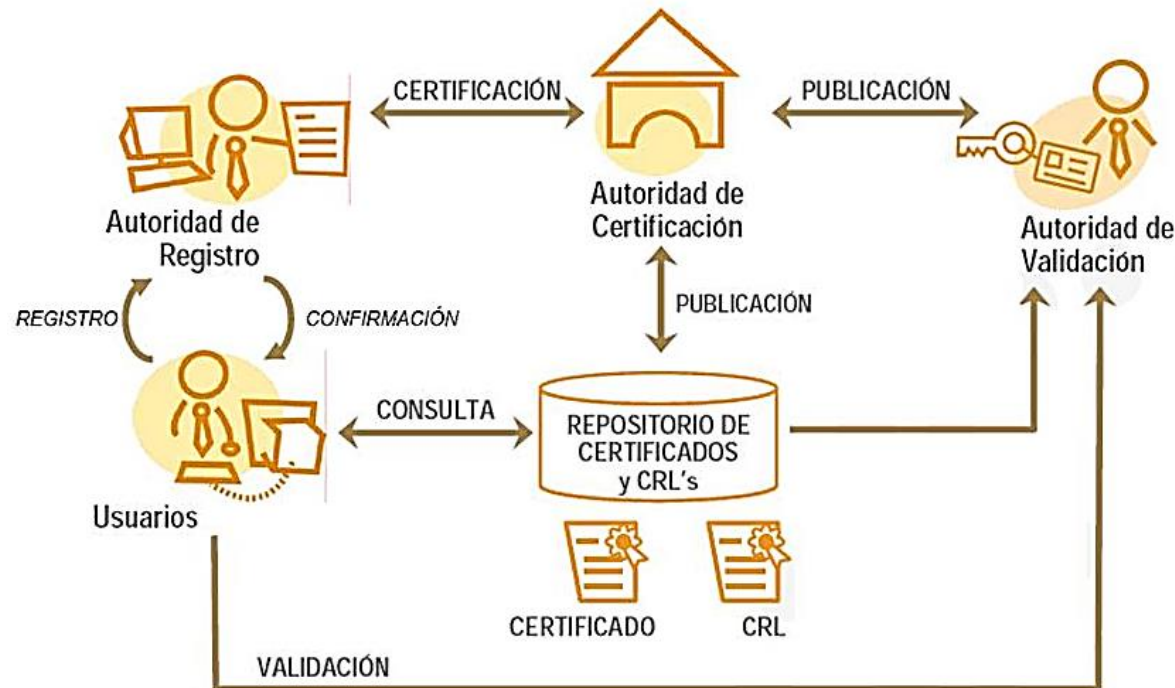 CERTIFICACIÓN
PUBLICACIÓN
Autoridad de
Registro
Autoridad de
Certificación
Autoridad de
Validación
REGISTRO
CONFIRMACIÓN
PUBLICACIÓN
CONSULTA
REPOSITORIO DE
CERTIFICADOS
y CRL's
Usuarios
CERTIFICADO
CRL
VALIDACIÓN